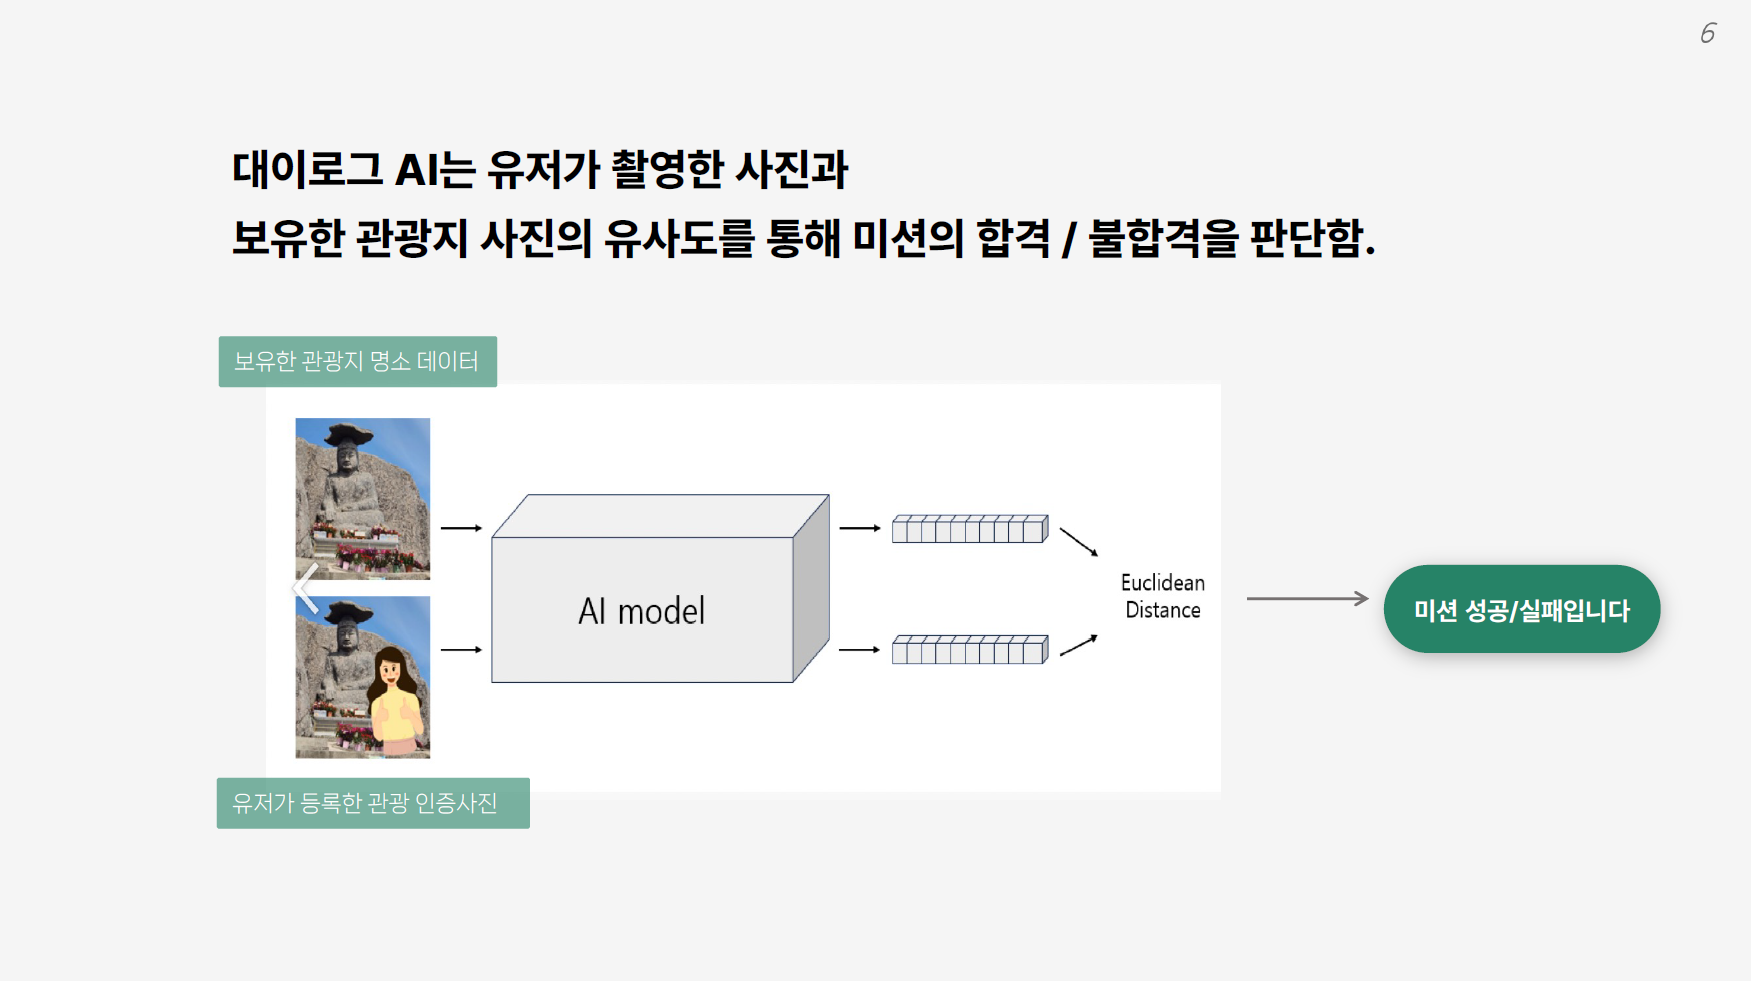 6
대이로그 AI는 유저가 촬영한 사진과
보유한 관광지 사진의 유사도를 통해 미션의 합격 / 불합격을 판단함.
보유한 관광지 명소 데이터
AI model
Euclidean
Distance
미션 성공/실패입니다
유저가 등록한 관광 인증사진